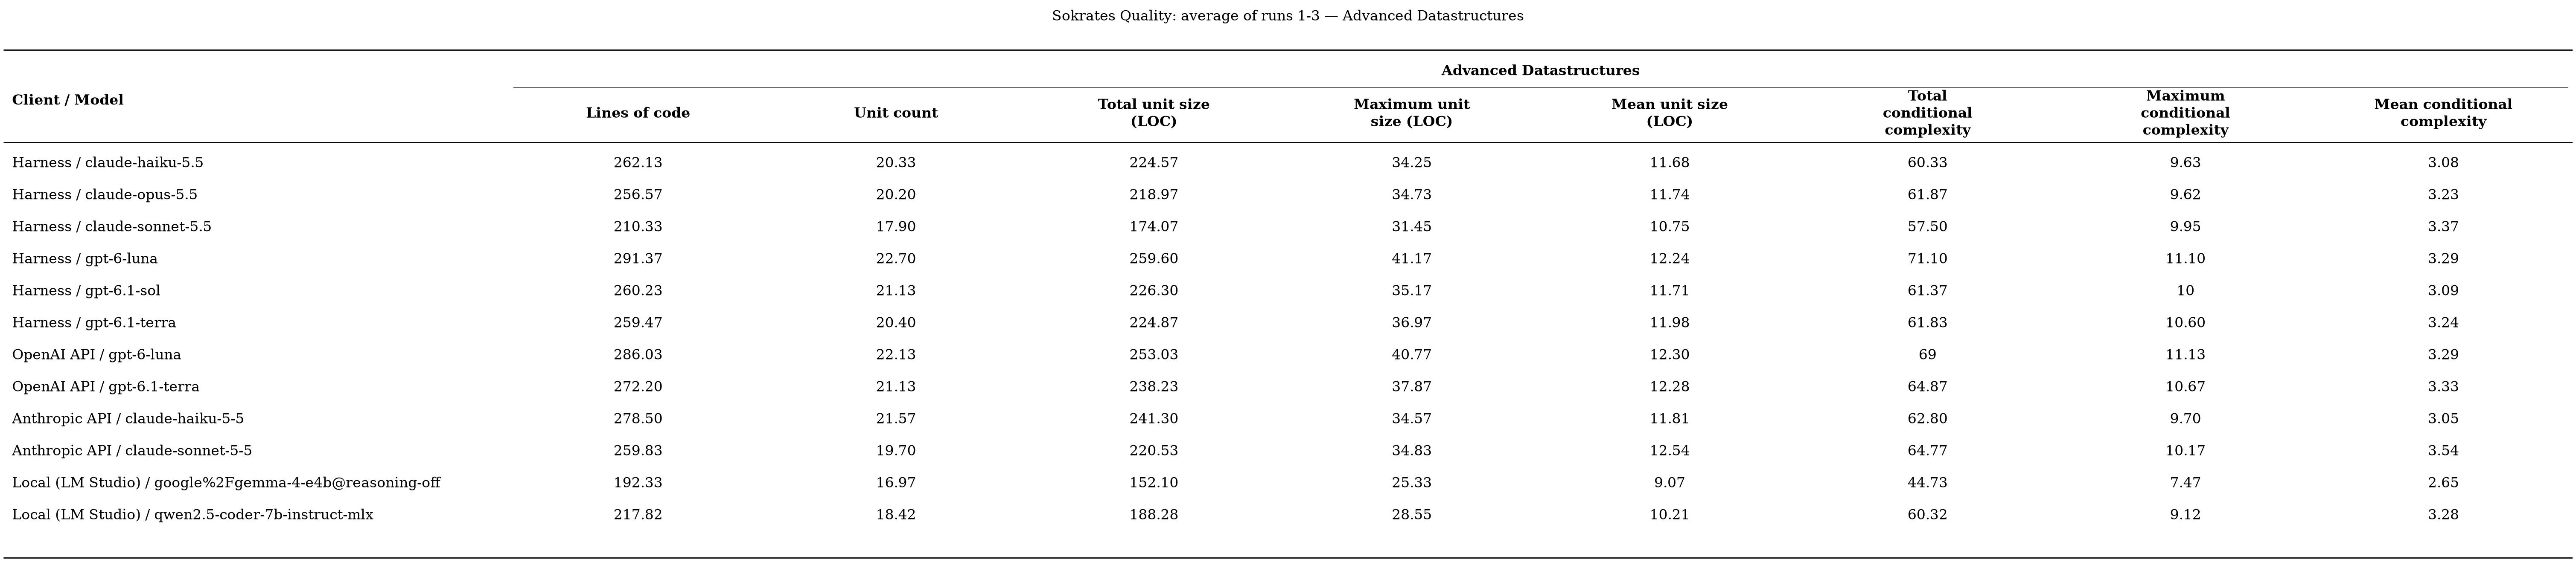 Sokrates Quality: average of runs 1-3 — Advanced Datastructures
Advanced Datastructures
Client / Model
Lines of code
Unit count
Total unit size
(LOC)
Maximum unit
size (LOC)
Mean unit size
(LOC)
Total
conditional
complexity
Maximum
conditional
complexity
Mean conditional
complexity
Harness / claude-haiku-5.5 262.13 20.33 224.57 34.25 11.68 60.33 9.63 3.08
Harness / claude-opus-5.5 256.57 20.20 218.97 34.73 11.74 61.87 9.62 3.23
Harness / claude-sonnet-5.5 210.33 17.90 174.07 31.45 10.75 57.50 9.95 3.37
Harness / gpt-6-luna 291.37 22.70 259.60 41.17 12.24 71.10 11.10 3.29
Harness / gpt-6.1-sol 260.23 21.13 226.30 35.17 11.71 61.37 10 3.09
Harness / gpt-6.1-terra 259.47 20.40 224.87 36.97 11.98 61.83 10.60 3.24
OpenAI API / gpt-6-luna 286.03 22.13 253.03 40.77 12.30 69 11.13 3.29
OpenAI API / gpt-6.1-terra 272.20 21.13 238.23 37.87 12.28 64.87 10.67 3.33
Anthropic API / claude-haiku-5-5 278.50 21.57 241.30 34.57 11.81 62.80 9.70 3.05
Anthropic API / claude-sonnet-5-5 259.83 19.70 220.53 34.83 12.54 64.77 10.17 3.54
Local (LM Studio) / google%2Fgemma-4-e4b@reasoning-off 192.33 16.97 152.10 25.33 9.07 44.73 7.47 2.65
Local (LM Studio) / qwen2.5-coder-7b-instruct-mlx 217.82 18.42 188.28 28.55 10.21 60.32 9.12 3.28